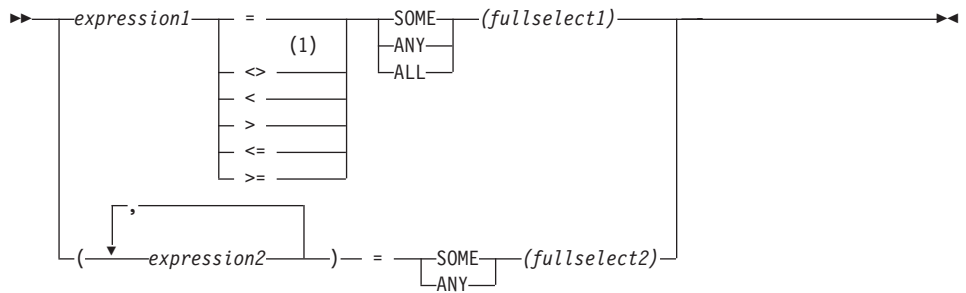 expression1 = SOME (fullselect1)
(1) ANY
<> ALL
<
>
<=
>=
,
( expression2 ) = SOME (fullselect2)
ANY